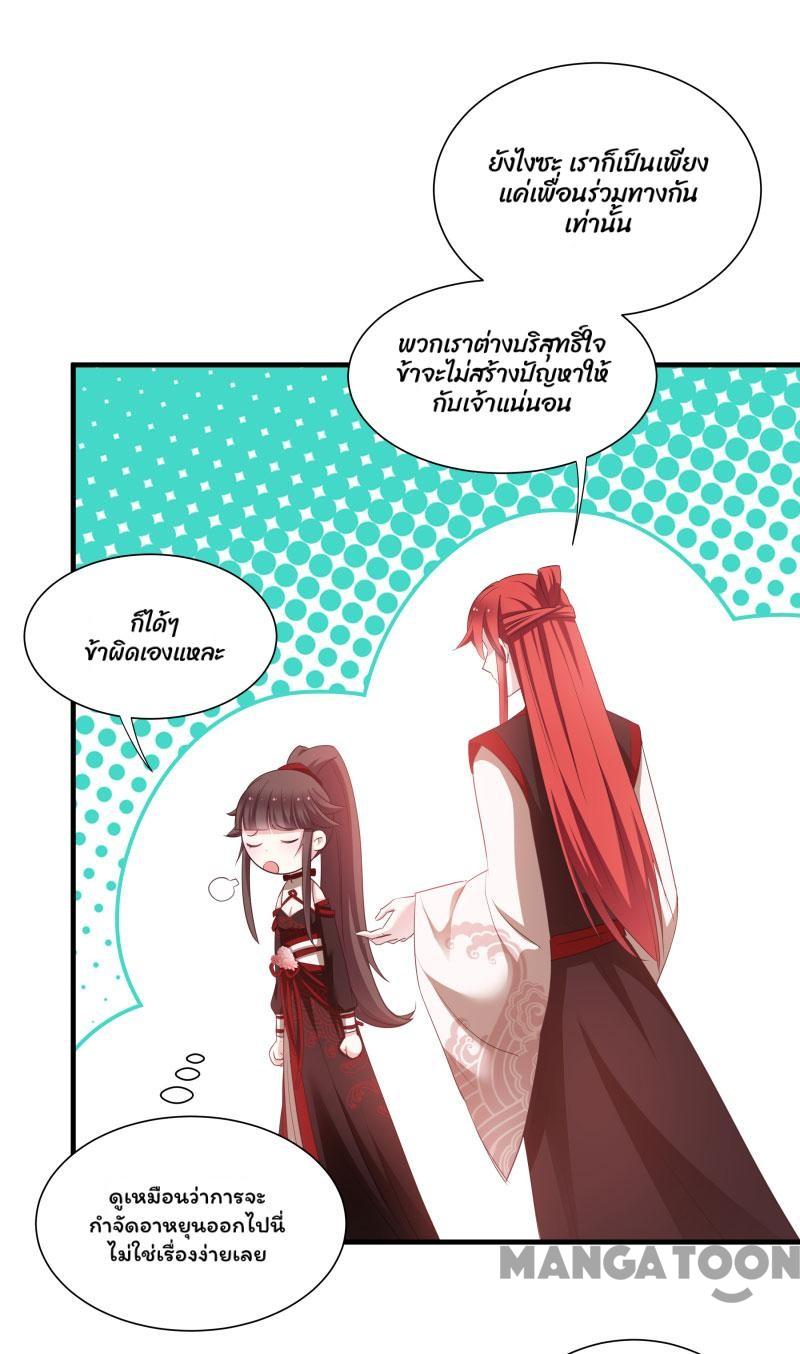 ยังไงซะ เราก็เป็นเพียง
แค่เพื่อนร่วมทางกัน
เท่านั้น
พวกเราต่างบริสุทธิ์ใจ
ข้าจะไม่สร้างปัญหาให้
กับเจ้าแน่นอน
ก็ได้ๆ
ข้าผิดเองแหละ
ดูเหมือนว่าการจะ
กำจัดอาหยุนออกไปนี่
ไม่ใช่เรื่องง่ายเลย
MANGATOON